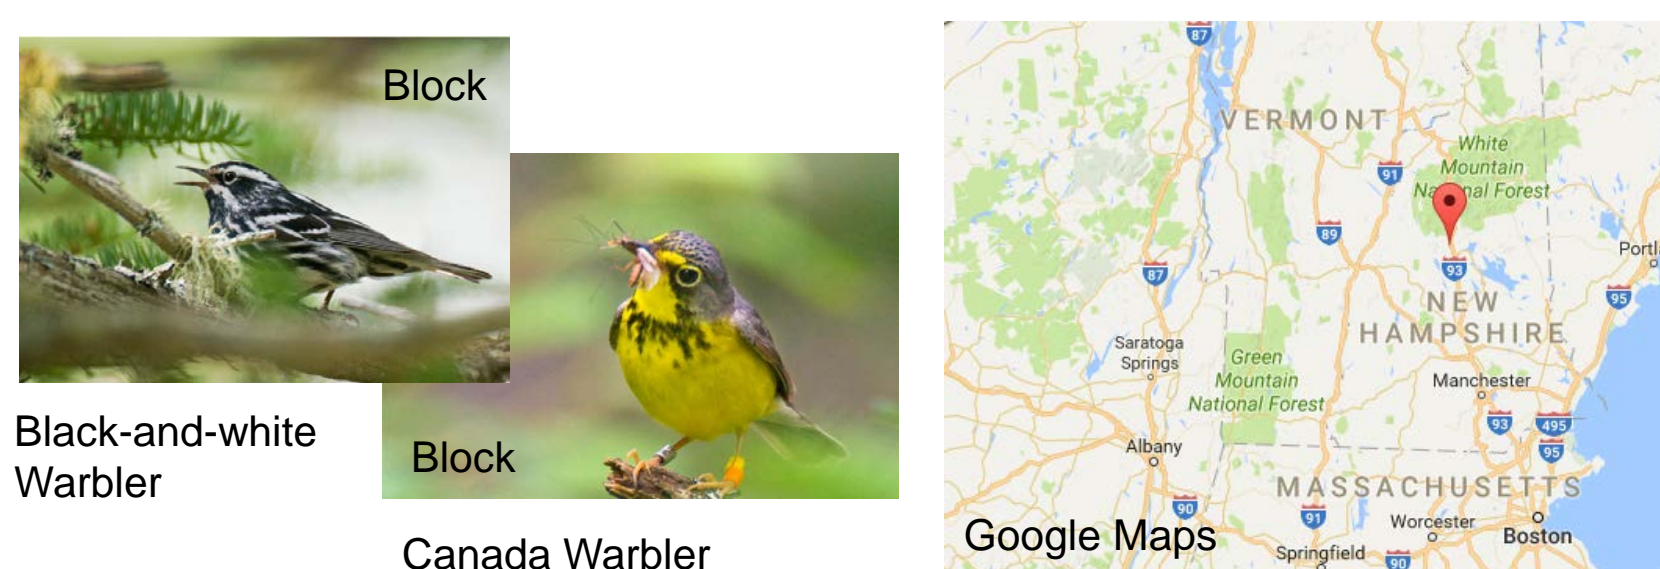 Block
Black-and-white
Warbler
Block
Canada Warbler
87
VERMONT
White
Mountain
National Forest
91
89
87
93
Portl
95
NEW
HAMPSHIRE
Saratoga
Springs
Green
Mountain
National Forest
Manchester
93
495
95
Albany
MASSACHUSETTS
90
91
Worcester
Boston
Springfield
90
Google Maps